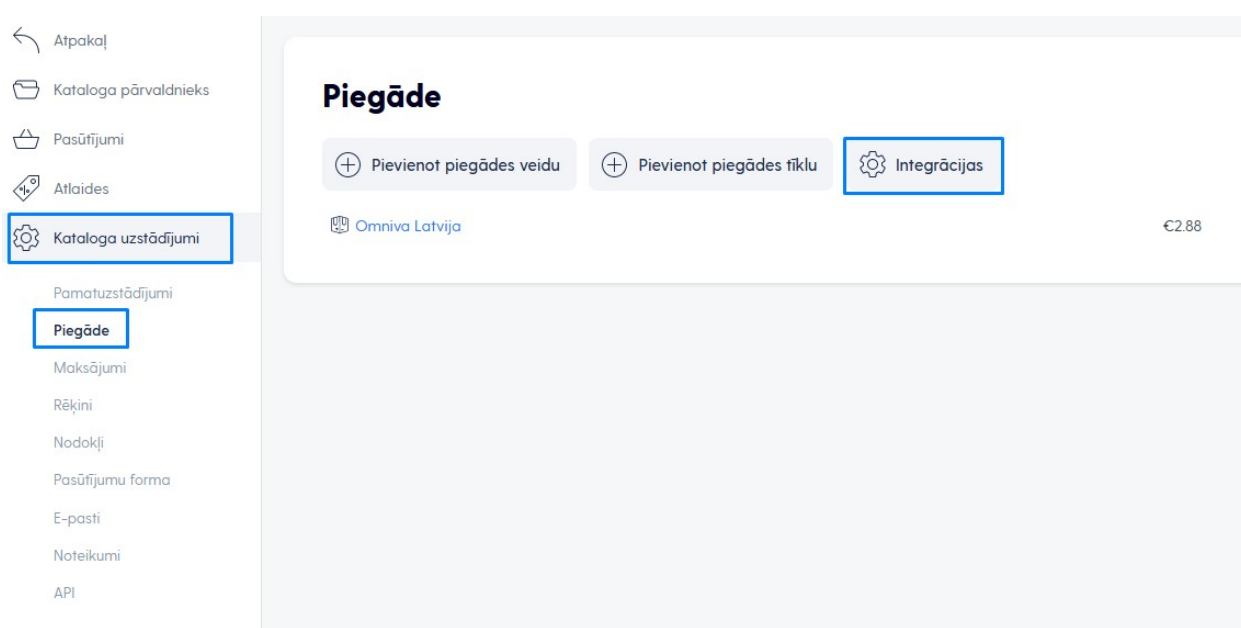 Atpakaļ
Kataloga pārvaldnieks
Pasūtījumi
Atlaides
Kataloga uzstādījumi
Pamatuzstādījumi
Piegāde
Maksājumi
Rēķini
Nodokļi
Pasūtījumu forma
E-pasti
Noteikumi
API
Piegāde
Pievienot piegādes veidu Pievienot piegādes tīklu Integrācijas
Omniva Latvija €2.88